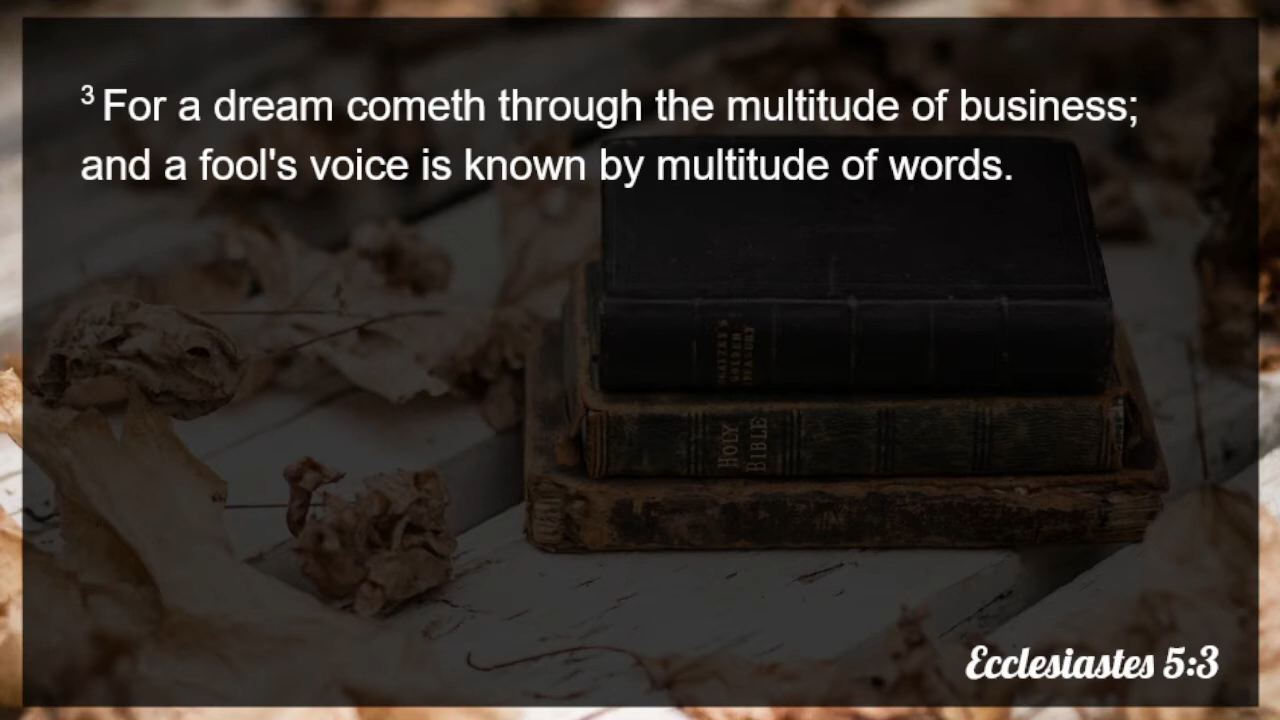 3 For a dream cometh through the multitude of business;
and a fool's voice is known by multitude of words.
HOLY
BIBLE
Ecclesiastes 5:3